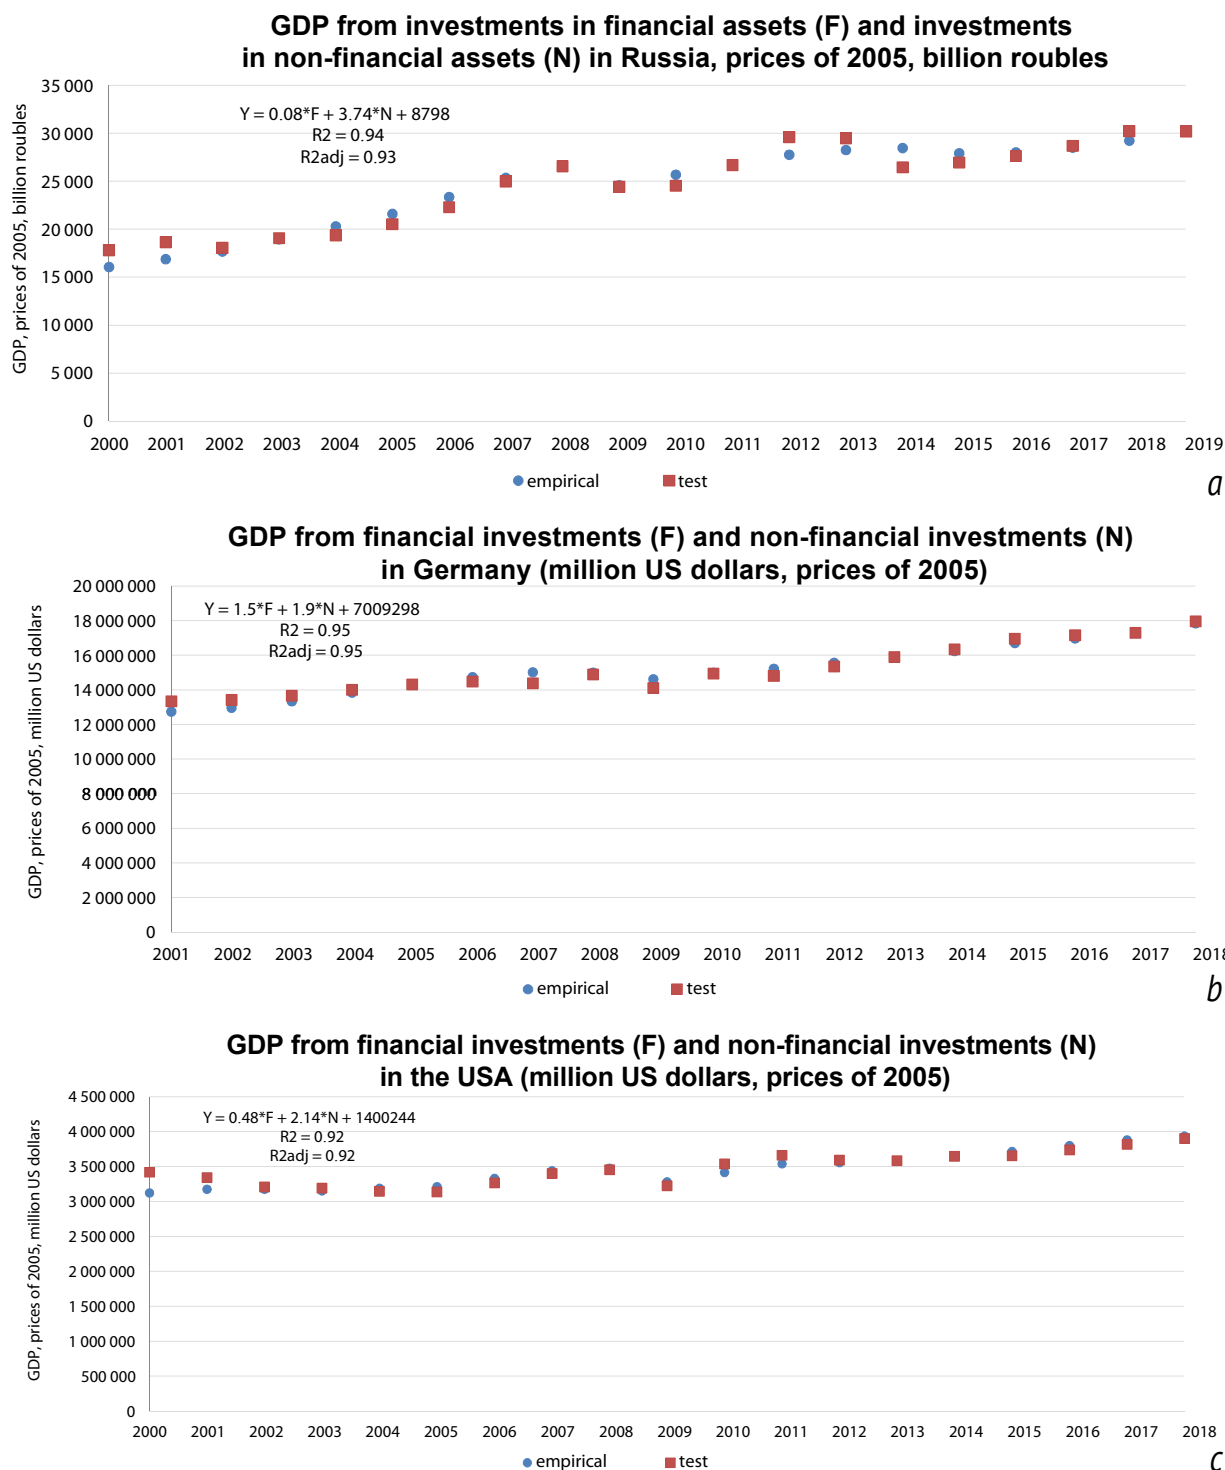 GDP from investments in financial assets (F) and investments
in non-financial assets (N) in Russia, prices of 2005, billion roubles
GDP, prices of 2005, billion roubles
35 000
30 000
25 000
20 000
15 000
10 000
5 000
0
Y = 0.08*F + 3.74*N + 8798
R2 = 0.94
R2adj = 0.93
2000 2001 2002 2003 2004 2005 2006 2007 2008 2009 2010 2011 2012 2013 2014 2015 2016 2017 2018 2019
empirical test
a
GDP from financial investments (F) and non-financial investments (N)
in Germany (million US dollars, prices of 2005)
GDP, prices of 2005, million US dollars
20 000 000
18 000 000
16 000 000
14 000 000
12 000 000
10 000 000
8 000 000
6 000 000
4 000 000
2 000 000
0
Y = 1.5*F + 1.9*N + 7009298
R2 = 0.95
R2adj = 0.95
2001 2002 2003 2004 2005 2006 2007 2008 2009 2010 2011 2012 2013 2014 2015 2016 2017 2018
empirical test
b
GDP from financial investments (F) and non-financial investments (N)
in the USA (million US dollars, prices of 2005)
GDP, prices of 2005, million US dollars
4 500 000
4 000 000
3 500 000
3 000 000
2 500 000
2 000 000
1 500 000
1 000 000
500 000
0
Y = 0.48*F + 2.14*N + 1400244
R2 = 0.92
R2adj = 0.92
2000 2001 2002 2003 2004 2005 2006 2007 2008 2009 2010 2011 2012 2013 2014 2015 2016 2017 2018
empirical test
c